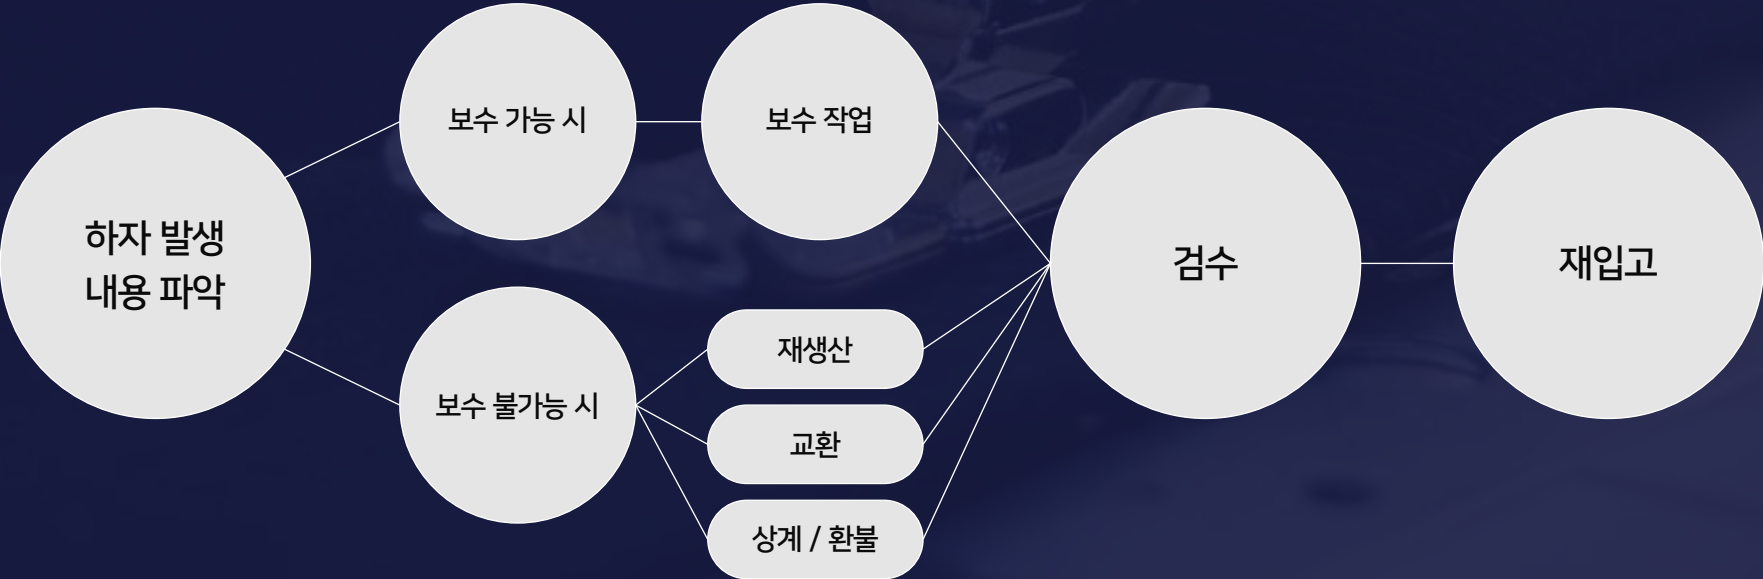 하자 발생
내용 파악
보수 가능 시
보수 작업
보수 불가능 시
재생산
교환
상계 / 환불
검수
재입고